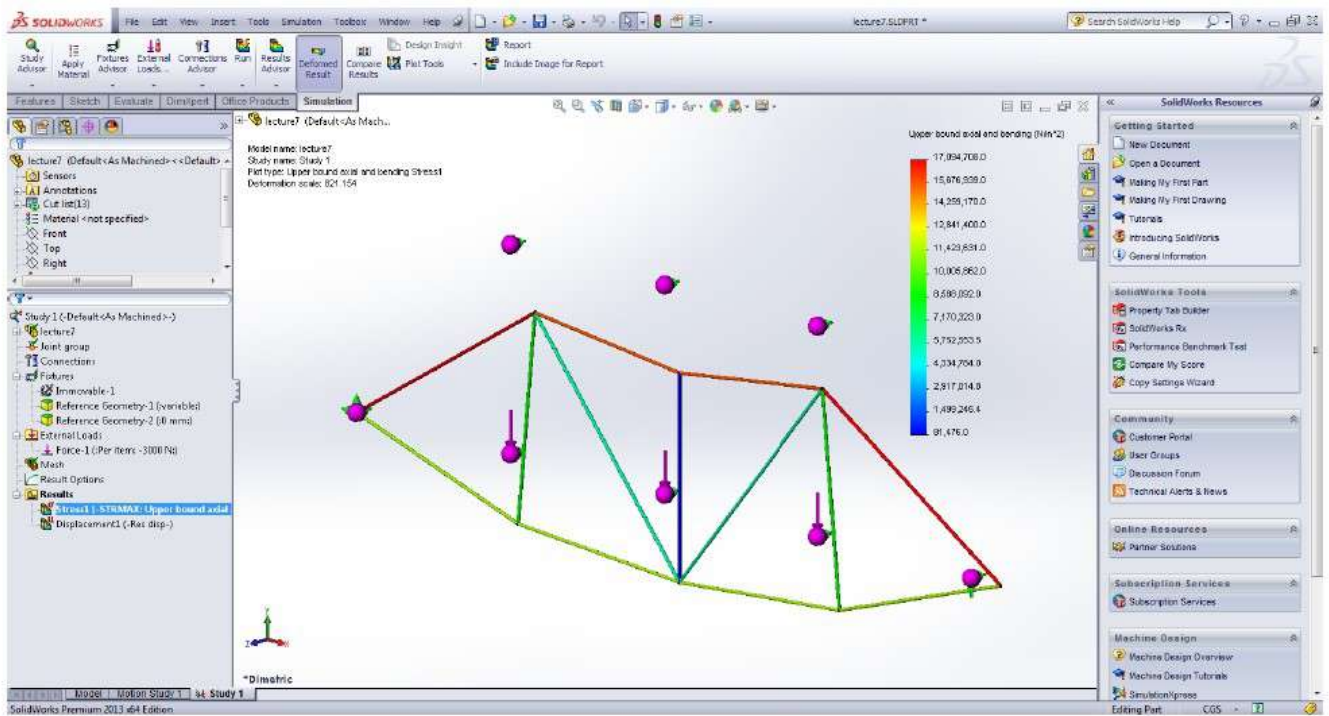 SOLIDWORKS File Edit View Insert Tools Simulation Toolbox Window Help
lecture7.SLDPRT *
Search SolidWorks Help
Study Advisor
Apply Material
Fixtures Advisor
External Loads...
Connections Advisor
Run
Results Advisor
Deformed Result
Compare Results
Design Insight
Plot Tools
Report
Include Image for Report
Features Sketch Evaluate DimXpert Office Products Simulation
lecture7 (Default<As Machined><<Default>
Sensors
Annotations
Cut list(13)
Material <not specified>
Front
Top
Right
Study 1 (-Default<As Machined>-)
lecture7
Joint group
Connections
Fixtures
Immovable-1
Reference Geometry-1 (:variable:)
Reference Geometry-2 (:0 mm:)
External Loads
Force-1 (:Per item: -3000 N:)
Mesh
Result Options
Results
Stress1 (-STRMAX: Upper bound axial
Displacement1 (-Res disp-)
lecture7 (Default<As Mach...
Model name: lecture7
Study name: Study 1
Plot type: Upper bound axial and bending Stress1
Deformation scale: 821.154
Upper bound axial and bending (N/m^2)
17,094,708.0
15,676,939.0
14,259,170.0
12,841,400.0
11,423,631.0
10,005,862.0
8,588,092.0
7,170,323.0
5,752,553.5
4,334,784.0
2,917,014.8
1,499,245.4
81,476.0
Y
Z
X
*Dimetric
SolidWorks Resources
Getting Started
New Document
Open a Document
Making My First Part
Making My First Drawing
Tutorials
Introducing SolidWorks
General Information
SolidWorks Tools
Property Tab Builder
SolidWorks Rx
Performance Benchmark Test
Compare My Score
Copy Settings Wizard
Community
Customer Portal
User Groups
Discussion Forum
Technical Alerts & News
Online Resources
Partner Solutions
Subscription Services
Subscription Services
Machine Design
Machine Design Overview
Machine Design Tutorials
SimulationXpress
Model Motion Study 1 Study 1
SolidWorks Premium 2013 x64 Edition
Editing Part CGS